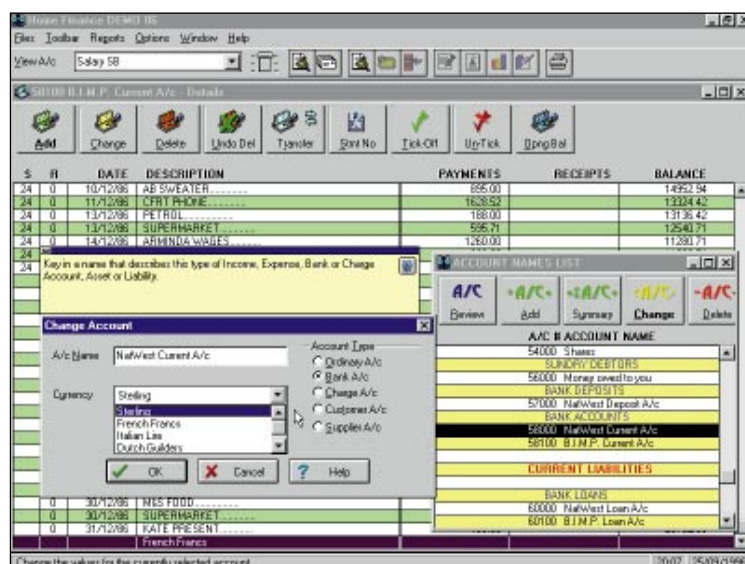 Home Finance DEMO 86
Files Toolbar Reports Options Window Help
View A/c Salary SB
B.I.M.P. Current A/c - Details
Add Change Delete Undo Del Transfer Stmt No Tick-Off Un-Tick OpngBal
S R DATE DESCRIPTION PAYMENTS RECEIPTS BALANCE
24 0 10/12/86 AB SWEATER....... 895.00 14952.94
24 0 11/12/86 CFRT PHONE....... 1628.52 13324.42
24 0 13/12/86 PETROL....... 188.00 13136.42
24 0 13/12/86 SUPERMARKET....... 595.71 12540.71
24 0 14/12/86 ARMINDA WAGES....... 1260.00 11280.71
24
24
Key in a name that describes this type of Income, Expense, Bank or Charge
Account, Asset or Liability.
Change Account
A/c Name NatWest Current A/c
Currency Sterling
Sterling
French Francs
Italian Lire
Dutch Guilders
Account Type
Ordinary A/c
Bank A/c
Charge A/c
Customer A/c
Supplier A/c
OK Cancel Help
ACCOUNT NAMES LIST
A/C +A/C+ +±A/C+ A/C -A/C-
Review Add Summary Change Delete
A/C # ACCOUNT NAME
54000 Shares
SUNDRY DEBTORS
56000 Money owed to you
BANK DEPOSITS
57000 NatWest Deposit A/c
BANK ACCOUNTS
58000 NatWest Current A/c
58100 B.I.M.P. Current A/c
CURRENT LIABILITIES
BANK LOANS
60000 NatWest Loan A/c
60100 B.I.M.P. Loan A/c
0 30/12/86 M&S FOOD.......
0 30/12/86 SUPERMARKET.......
0 31/12/86 KATE PRESENT.......
French Francs
Change the values for the currently selected account
20:07 25/09/1996